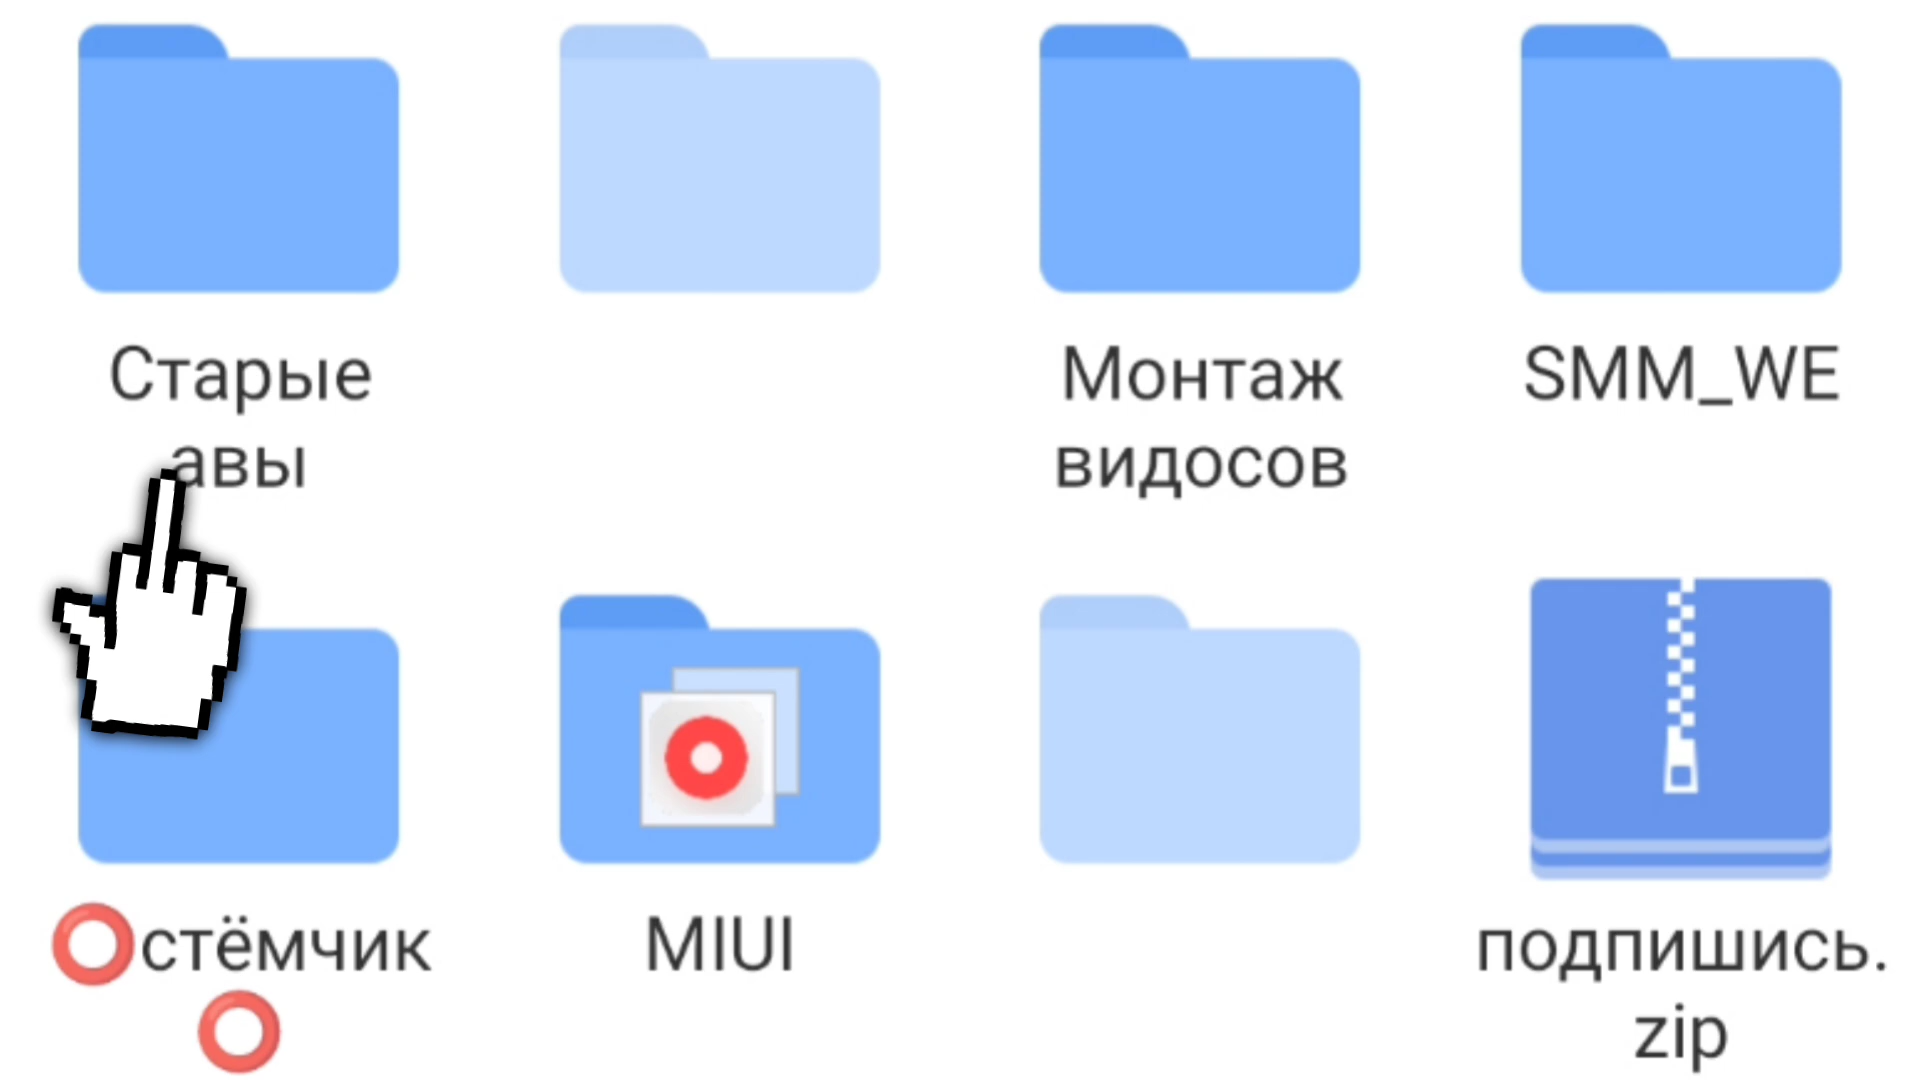 Старые
авы
Монтаж
видосов
SMM_WE
⭕стёмчик
⭕
MIUI
подпишись.
zip